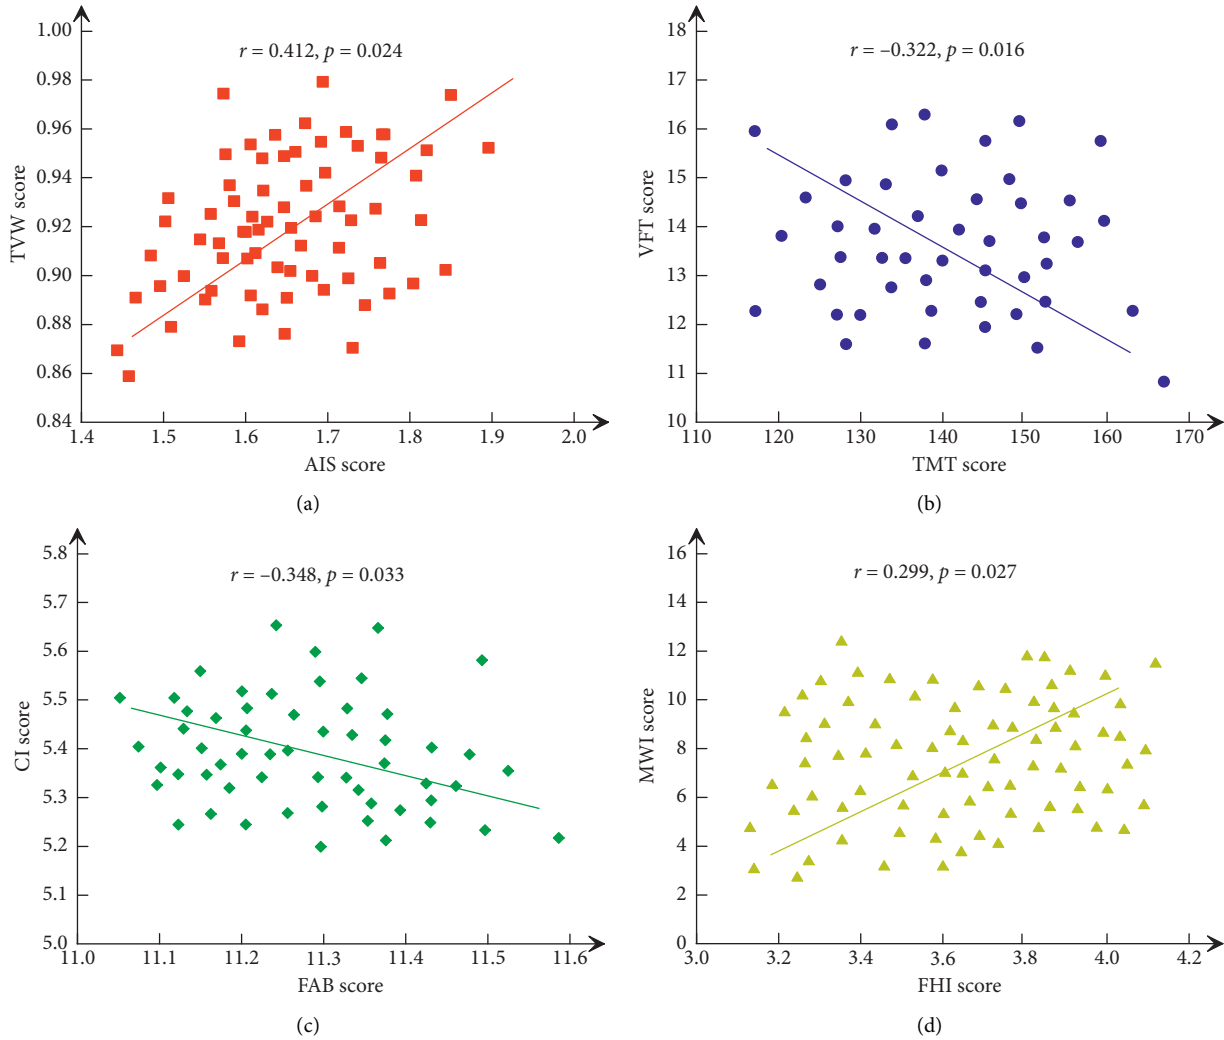 1.00
0.98
0.96
0.94
0.92
0.90
0.88
0.86
0.84
TVW score
r = 0.412, p = 0.024
1.4 1.5 1.6 1.7 1.8 1.9 2.0
AIS score
(a)
18
17
16
15
14
13
12
11
10
VFT score
r = –0.322, p = 0.016
110 120 130 140 150 160 170
TMT score
(b)
5.8
5.7
5.6
5.5
5.4
5.3
5.2
5.1
5.0
CI score
r = –0.348, p = 0.033
11.0 11.1 11.2 11.3 11.4 11.5 11.6
FAB score
(c)
16
14
12
10
8
6
4
2
0
MWI score
r = 0.299, p = 0.027
3.0 3.2 3.4 3.6 3.8 4.0 4.2
FHI score
(d)